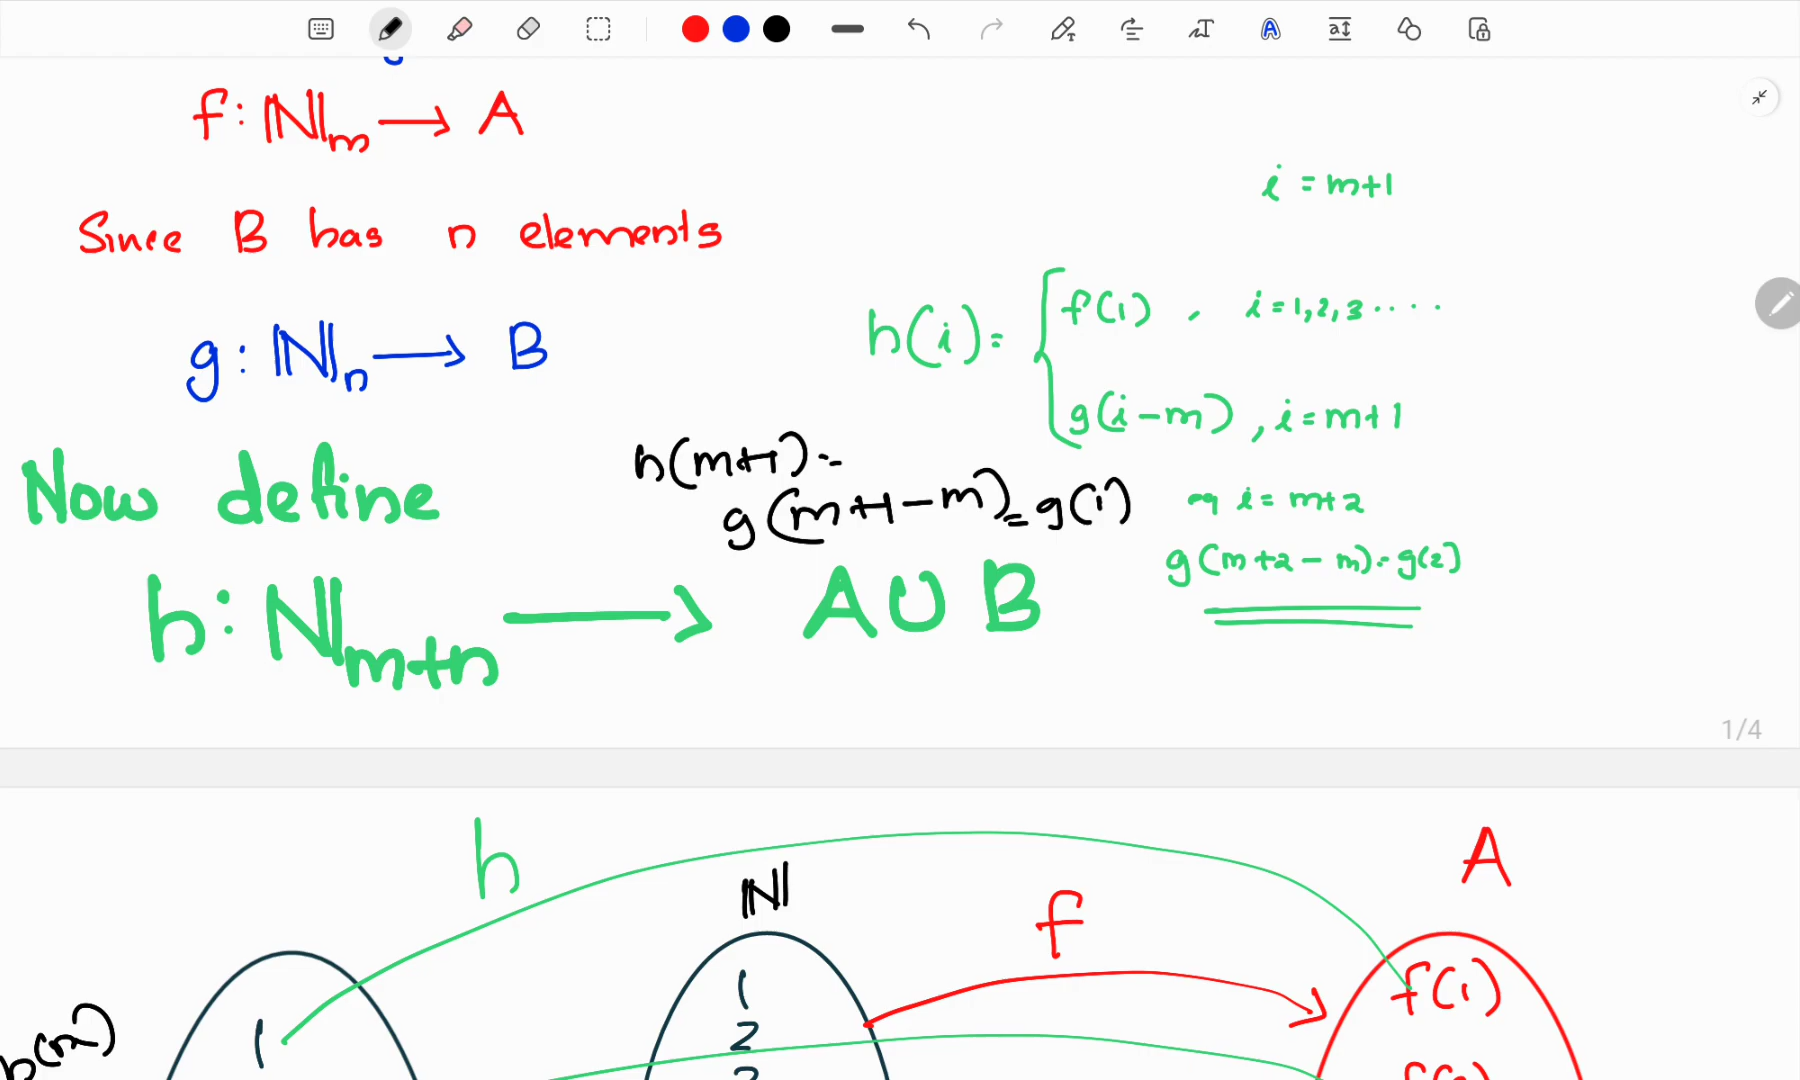 f: ℕm → A
Since B has n elements
g: ℕn → B
Now define
h: ℕm+n → A ∪ B
i = m+1
h(i) = { f(i) , i = 1,2,3 ....
g(i-m) , i = m+1
h(m+1) =
g(m+1-m) = g(1)
i = m+2
g(m+2-m) = g(2)
1/4
h
ℕ
f
A
1
1
2
f(1)